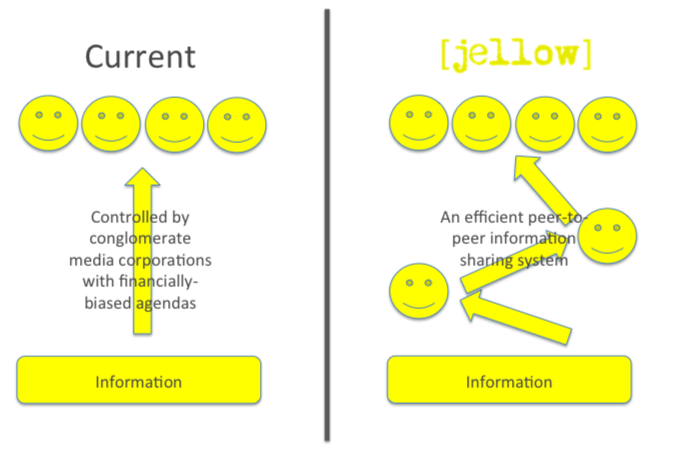 Current
Controlled by
conglomerate
media corporations
with financially-
biased agendas
Information
[jellow]
An efficient peer-to-
peer information
sharing system
Information